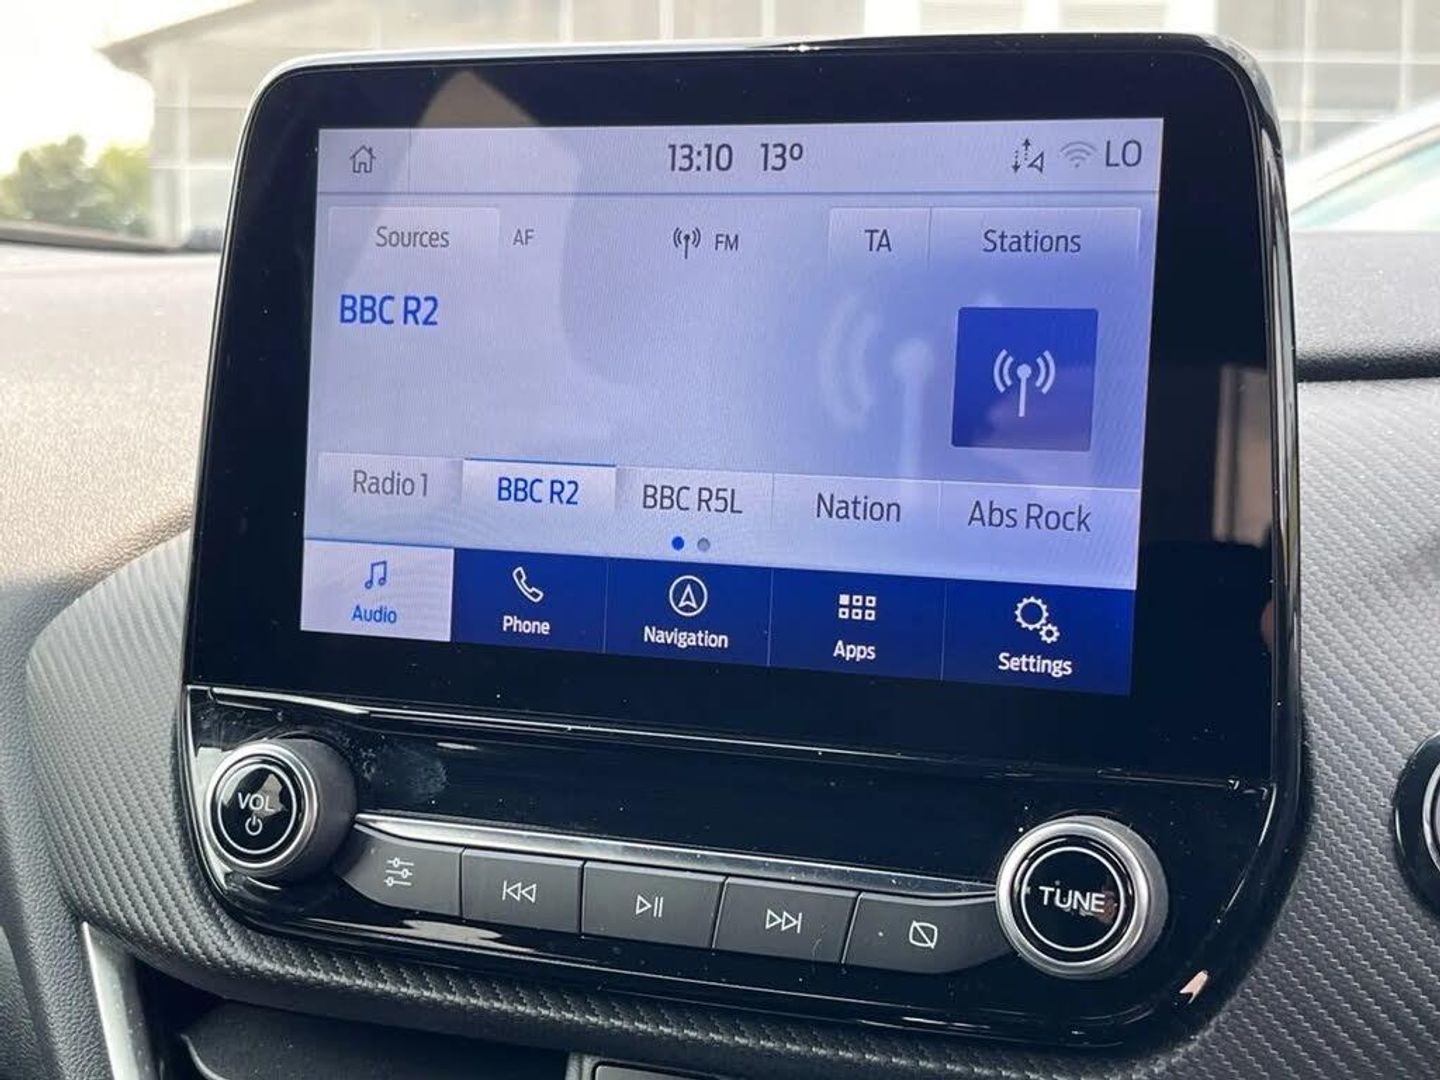 13:10 13º LO
Sources AF FM TA Stations
BBC R2
Radio 1 BBC R2 BBC R5L Nation Abs Rock
Audio Phone Navigation Apps Settings
VOL
TUNE